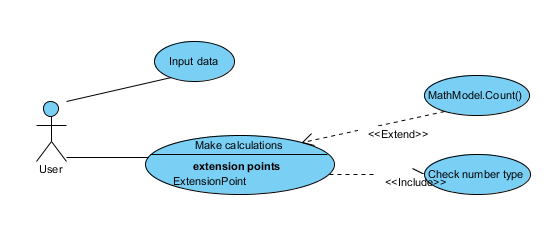 Input data
MathModel.Count()
<<Extend>>
Make calculations
extension points
ExtensionPoint
User
Check number type
<<Include>>